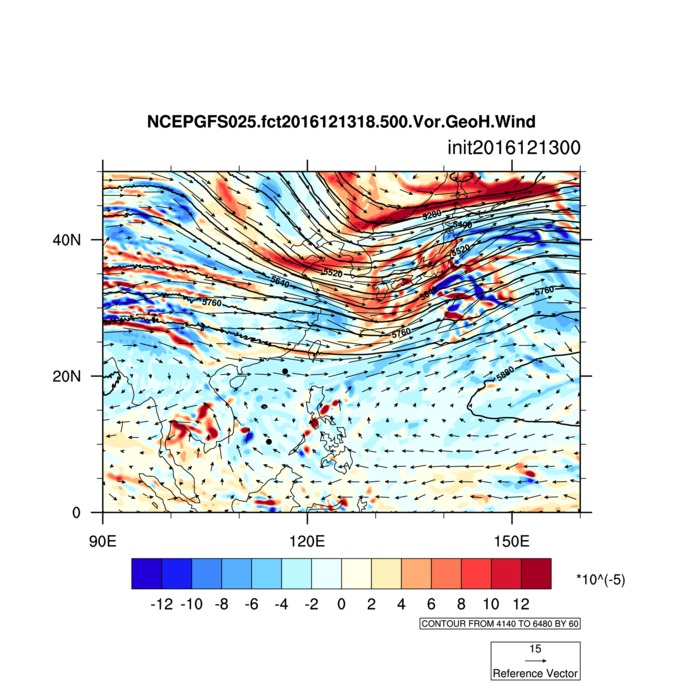 NCEPGFS025.fct2016121318.500.Vor.GeoH.Wind
init2016121300
5260
5400
40N
5520
5520
5640
5640
5760
5760
5760
20N
5880
0
90E 120E 150E
-12 -10 -8 -6 -4 -2 0 2 4 6 8 10 12 *10^(-5)
CONTOUR FROM 4140 TO 6480 BY 60
15
Reference Vector